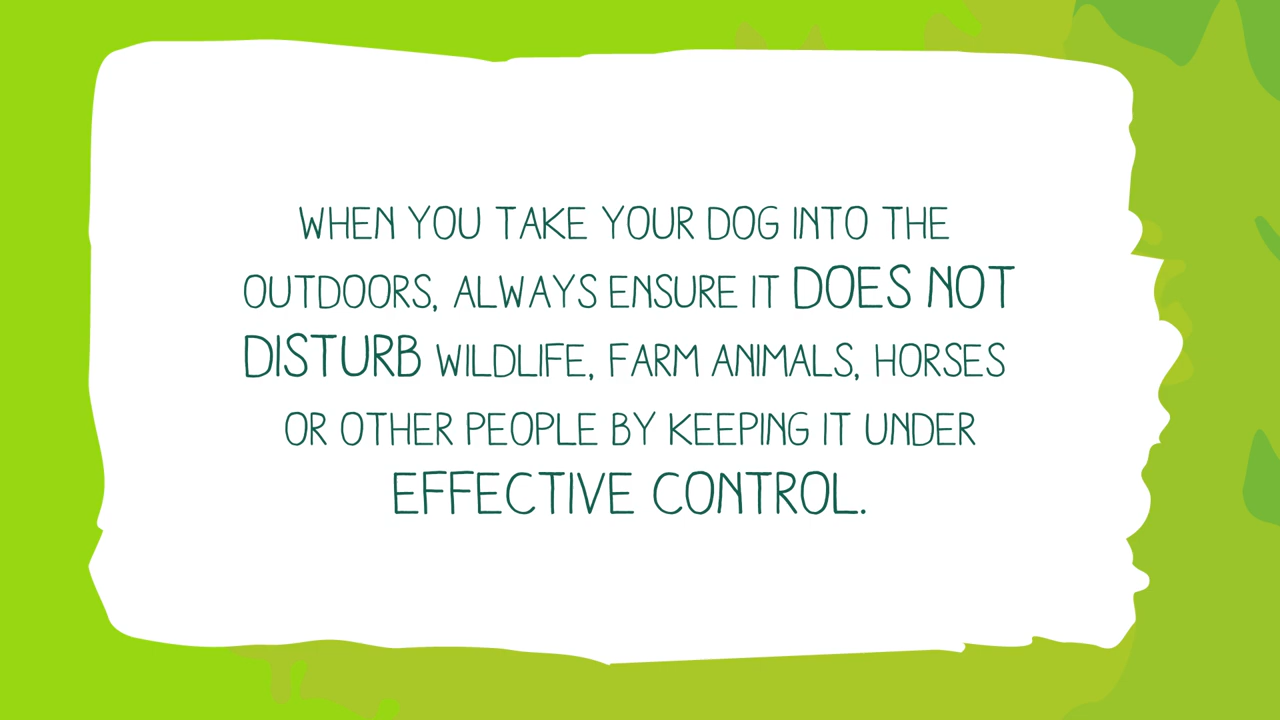 WHEN YOU TAKE YOUR DOG INTO THE
OUTDOORS, ALWAYS ENSURE IT DOES NOT
DISTURB WILDLIFE, FARM ANIMALS, HORSES
OR OTHER PEOPLE BY KEEPING IT UNDER
EFFECTIVE CONTROL.